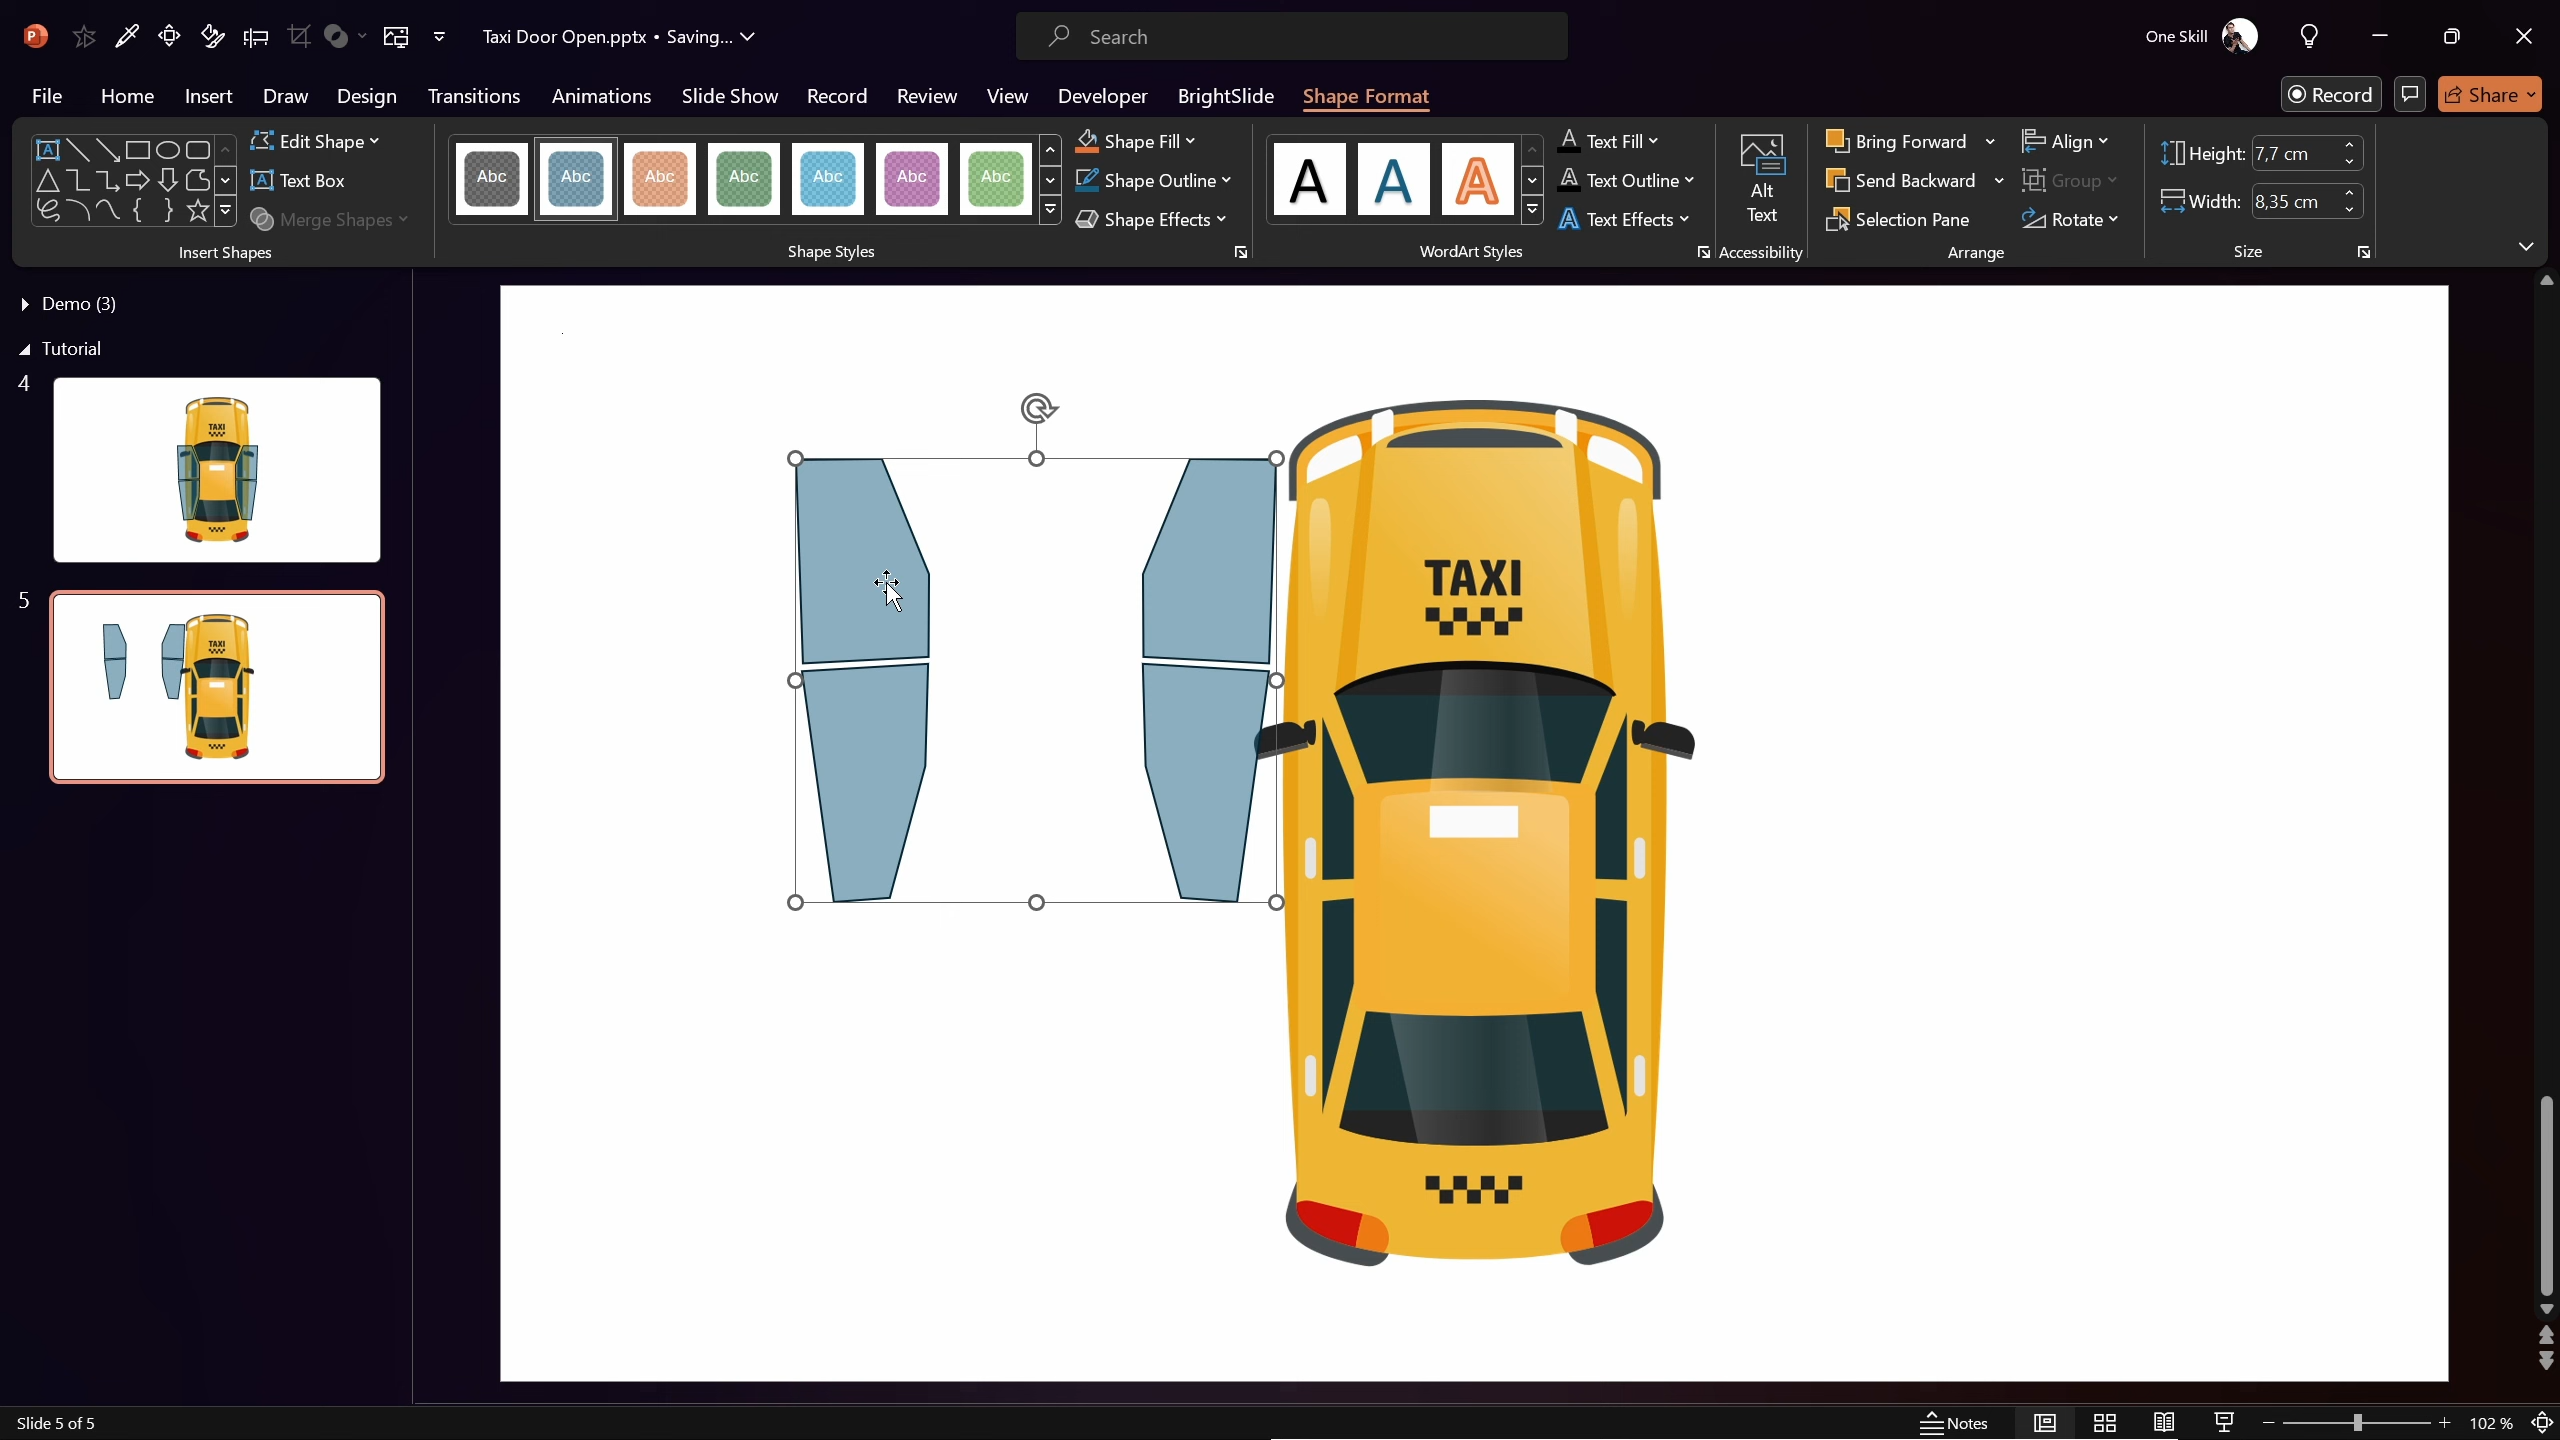 Taxi Door Open.pptx • Saving...
Search
One Skill
File Home Insert Draw Design Transitions Animations Slide Show Record Review View Developer BrightSlide Shape Format
Record Share
Edit Shape
Text Box
Merge Shapes
Insert Shapes
Abc Abc Abc Abc Abc Abc Abc
Shape Styles
Shape Fill
Shape Outline
Shape Effects
A A A
WordArt Styles
Text Fill
Text Outline
Text Effects
Alt
Text
Accessibility
Bring Forward
Send Backward
Selection Pane
Align
Group
Rotate
Arrange
Height: 7,7 cm
Width: 8,35 cm
Size
Demo (3)
Tutorial
4
TAXI
5
TAXI
TAXI
Slide 5 of 5
Notes
102 %